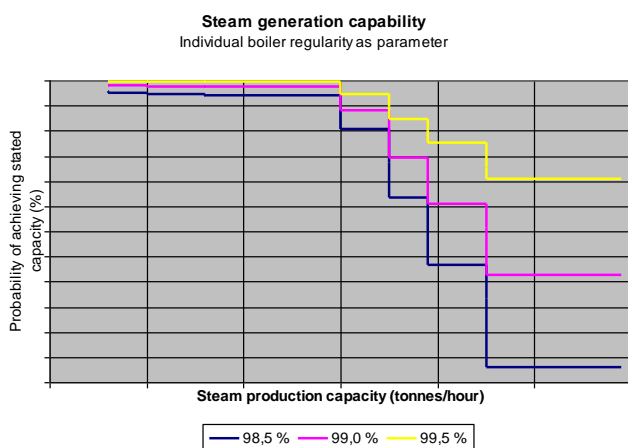 Steam generation capability
Individual boiler regularity as parameter
Probability of achieving stated
capacity (%)
Steam production capacity (tonnes/hour)
98,5 % 99,0 % 99,5 %